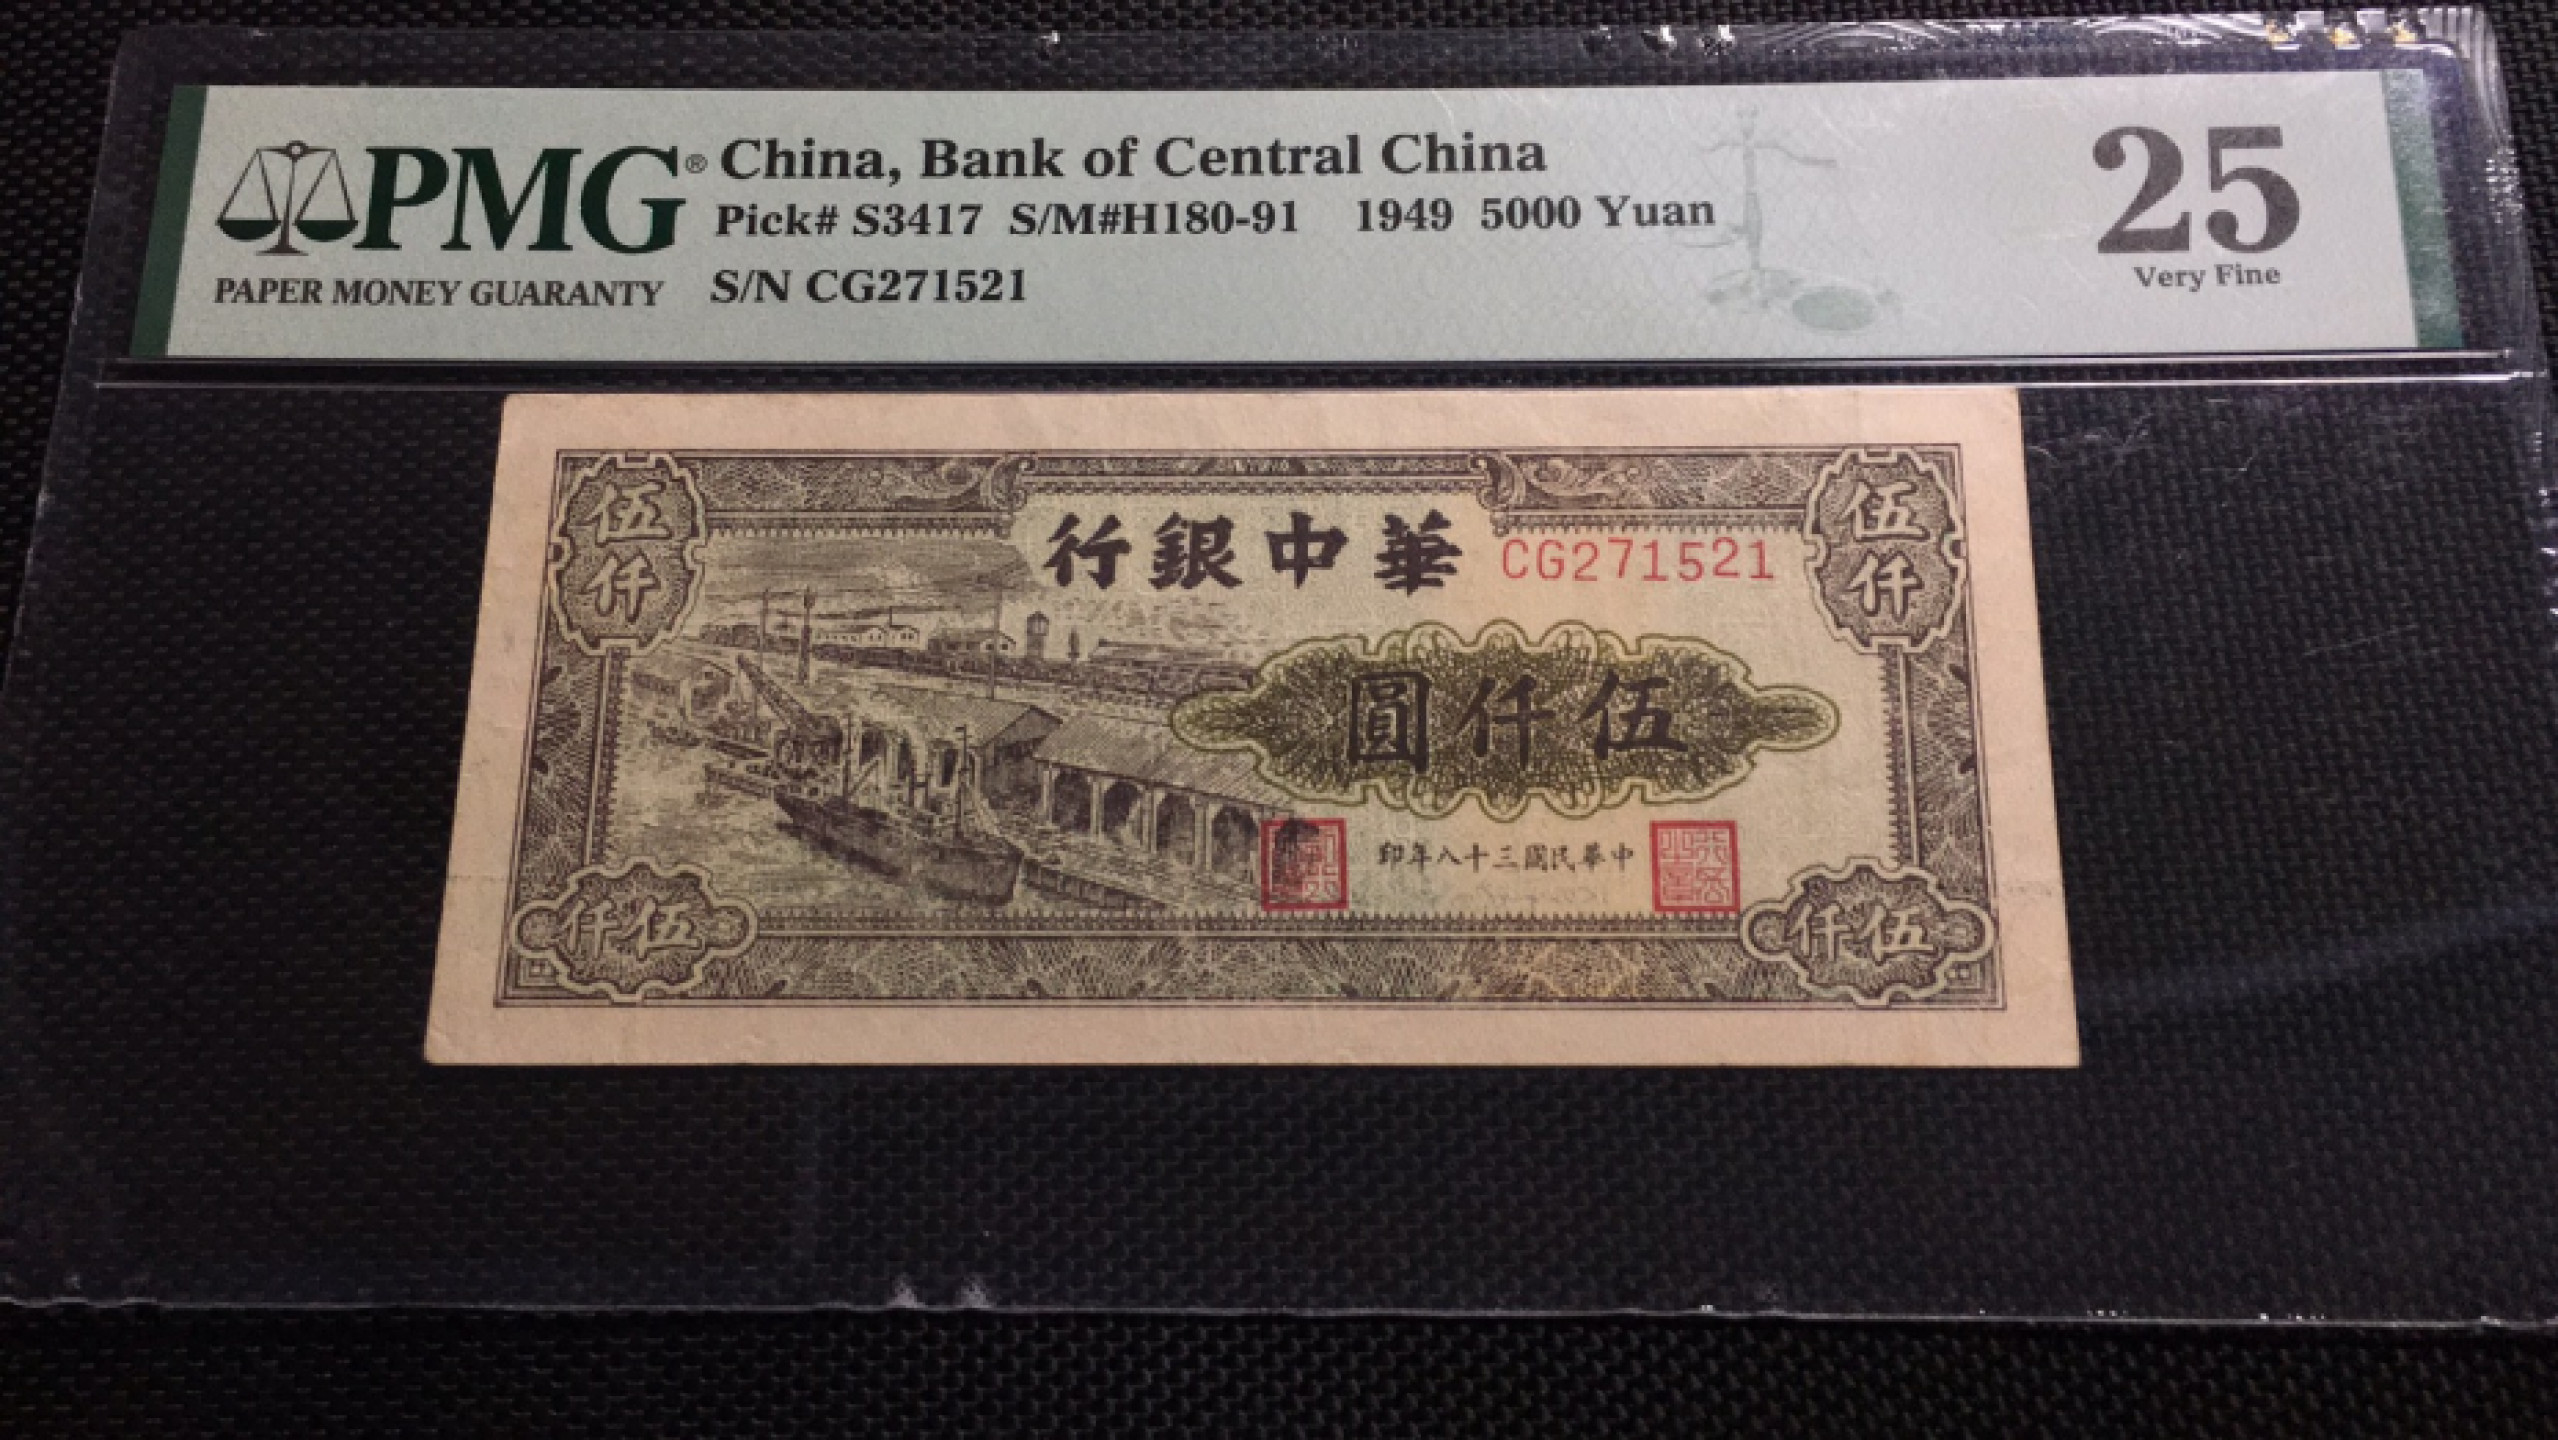 PMG® China, Bank of Central China
Pick# S3417 S/M#H180-91 1949 5000 Yuan
PAPER MONEY GUARANTY S/N CG271521
25
Very Fine
伍仟
華中銀行
CG271521
伍仟
伍仟圓
中華民國三十八年印
伍仟
伍仟